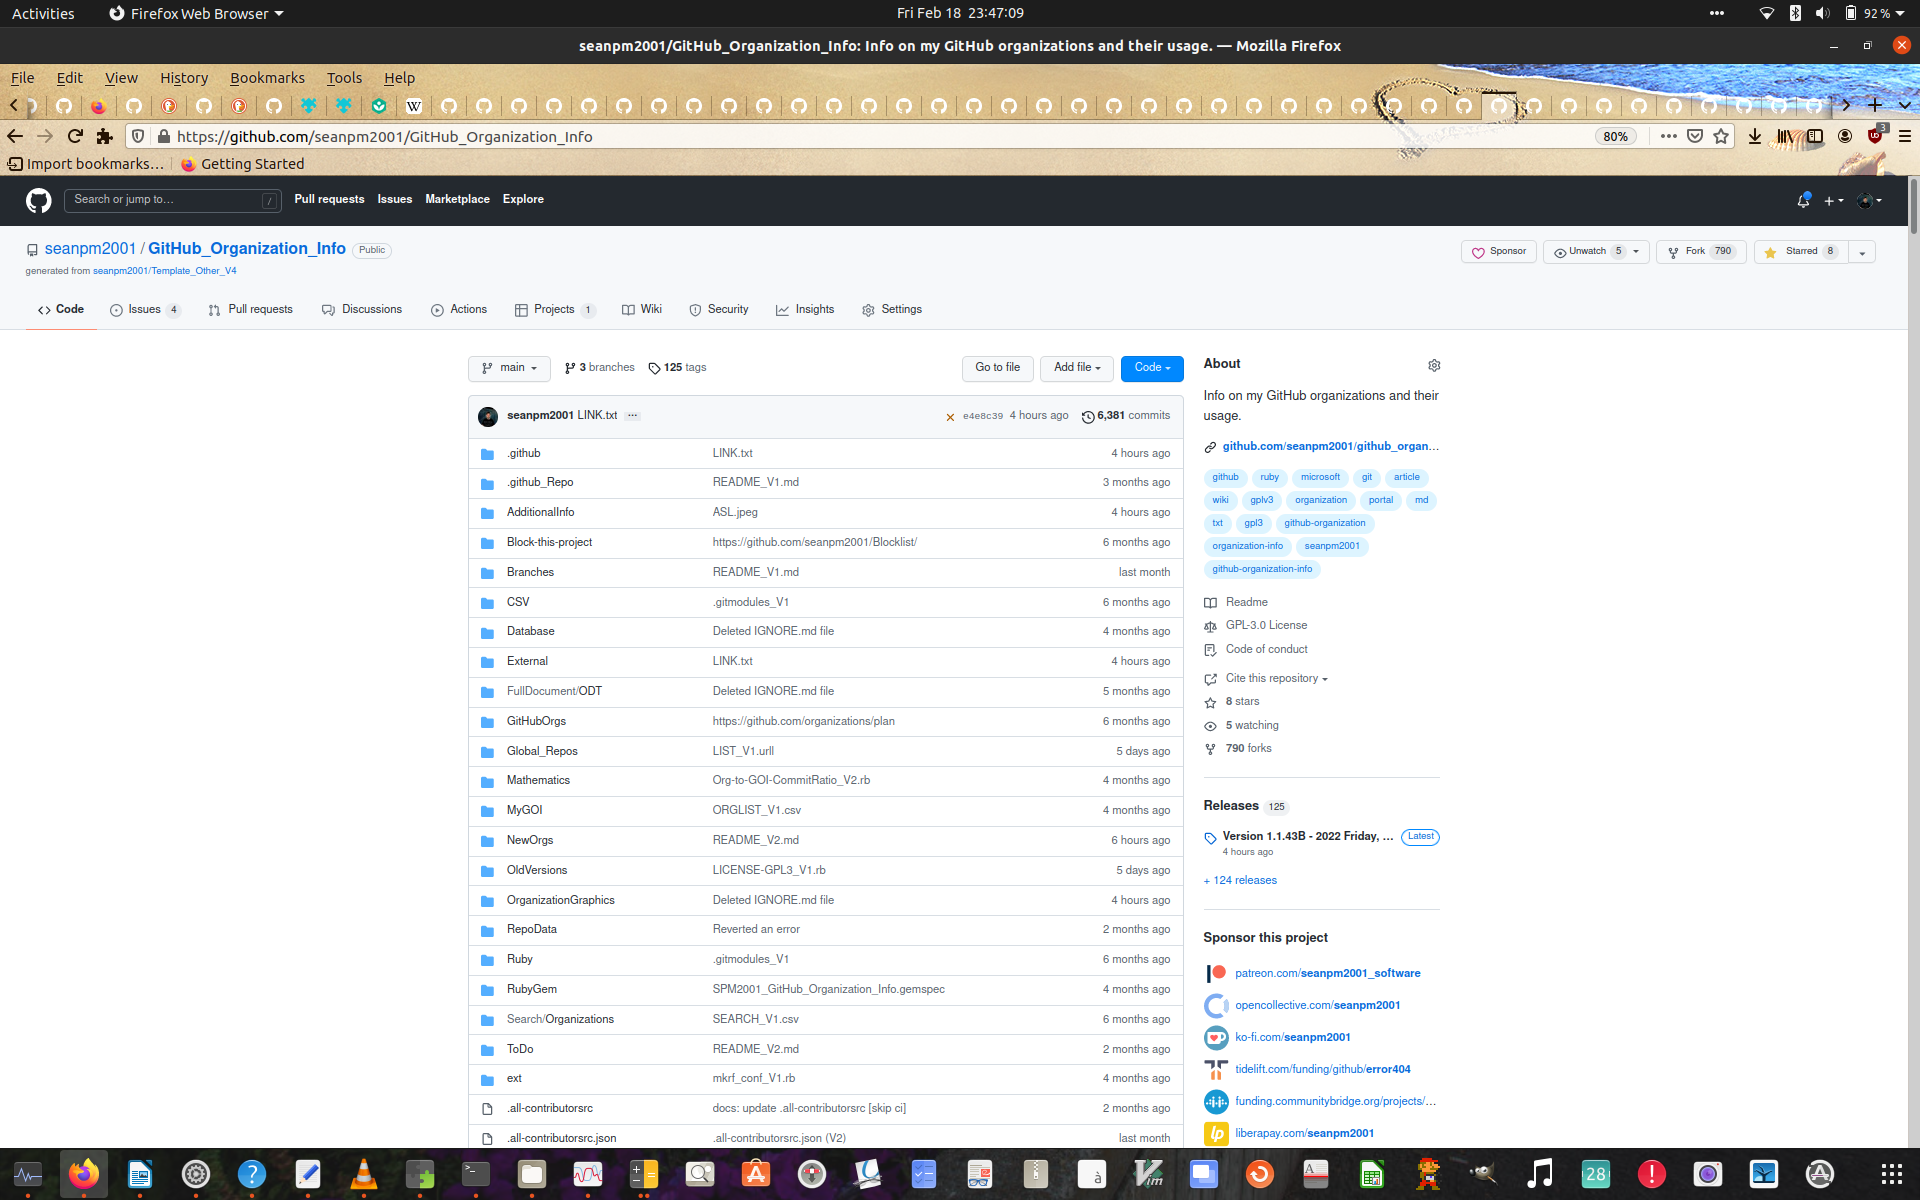 Activities Firefox Web Browser Fri Feb 18 23:47:09 92 %
seanpm2001/GitHub_Organization_Info: Info on my GitHub organizations and their usage. — Mozilla Firefox
File Edit View History Bookmarks Tools Help
https://github.com/seanpm2001/GitHub_Organization_Info 80% 3
Import bookmarks… Getting Started
Search or jump to… / Pull requests Issues Marketplace Explore
seanpm2001 / GitHub_Organization_Info Public
Sponsor Unwatch 5 Fork 790 Starred 8
generated from seanpm2001/Template_Other_V4
Code Issues 4 Pull requests Discussions Actions Projects 1 Wiki Security Insights Settings
main 3 branches 125 tags Go to file Add file Code
seanpm2001 LINK.txt ... e4e8c39 4 hours ago 6,381 commits
.github LINK.txt 4 hours ago
.github_Repo README_V1.md 3 months ago
AdditionalInfo ASL.jpeg 4 hours ago
Block-this-project https://github.com/seanpm2001/Blocklist/ 6 months ago
Branches README_V1.md last month
CSV .gitmodules_V1 6 months ago
Database Deleted IGNORE.md file 4 months ago
External LINK.txt 4 hours ago
FullDocument/ODT Deleted IGNORE.md file 5 months ago
GitHubOrgs https://github.com/organizations/plan 6 months ago
Global_Repos LIST_V1.urll 5 days ago
Mathematics Org-to-GOI-CommitRatio_V2.rb 4 months ago
MyGOI ORGLIST_V1.csv 4 months ago
NewOrgs README_V2.md 6 hours ago
OldVersions LICENSE-GPL3_V1.rb 5 days ago
OrganizationGraphics Deleted IGNORE.md file 4 hours ago
RepoData Reverted an error 2 months ago
Ruby .gitmodules_V1 6 months ago
RubyGem SPM2001_GitHub_Organization_Info.gemspec 4 months ago
Search/Organizations SEARCH_V1.csv 6 months ago
ToDo README_V2.md 2 months ago
ext mkrf_conf_V1.rb 4 months ago
.all-contributorsrc docs: update .all-contributorsrc [skip ci] 2 months ago
.all-contributorsrc.json .all-contributorsrc.json (V2) last month
About
Info on my GitHub organizations and their
usage.
github.com/seanpm2001/github_organ…
github ruby microsoft git article
wiki gplv3 organization portal md
txt gpl3 github-organization
organization-info seanpm2001
github-organization-info
Readme
GPL-3.0 License
Code of conduct
Cite this repository
8 stars
5 watching
790 forks
Releases 125
Version 1.1.43B - 2022 Friday, … Latest
4 hours ago
+ 124 releases
Sponsor this project
patreon.com/seanpm2001_software
opencollective.com/seanpm2001
ko-fi.com/seanpm2001
tidelift.com/funding/github/error404
funding.communitybridge.org/projects/…
liberapay.com/seanpm2001
28